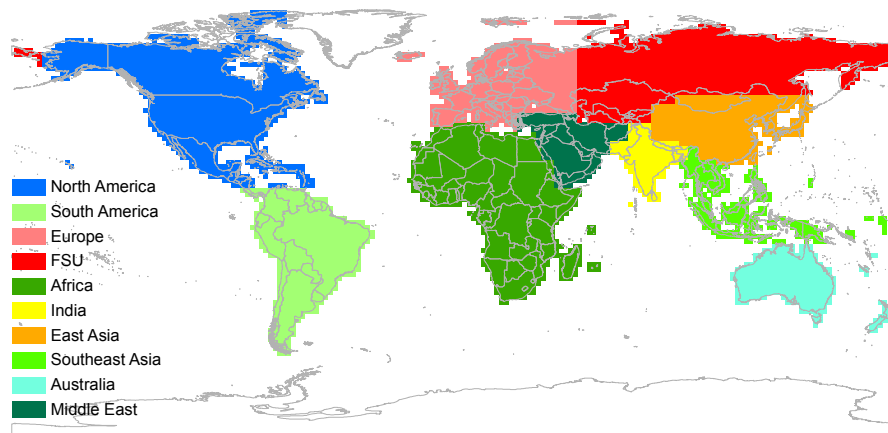 North America
South America
Europe
FSU
Africa
India
East Asia
Southeast Asia
Australia
Middle East